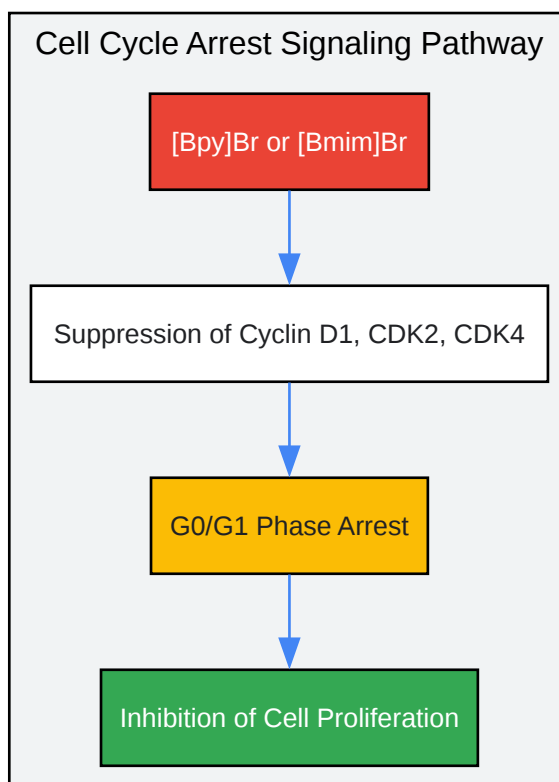 Cell Cycle Arrest Signaling Pathway
[Bpy]Br or [Bmim]Br
Suppression of Cyclin D1, CDK2, CDK4
G0/G1 Phase Arrest
Inhibition of Cell Proliferation